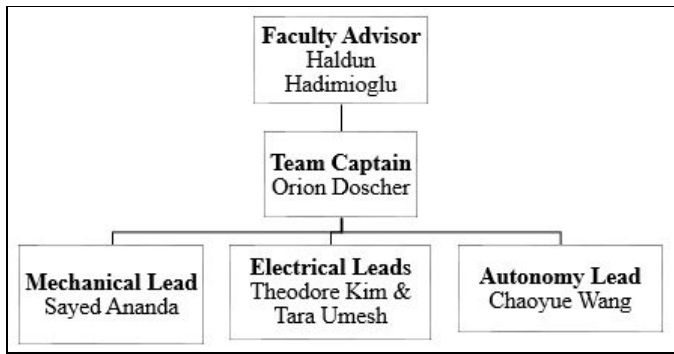 Faculty Advisor
Haldun
Hadimioglu
Team Captain
Orion Doscher
Mechanical Lead
Sayed Ananda
Electrical Leads
Theodore Kim &
Tara Umesh
Autonomy Lead
Chaoyue Wang